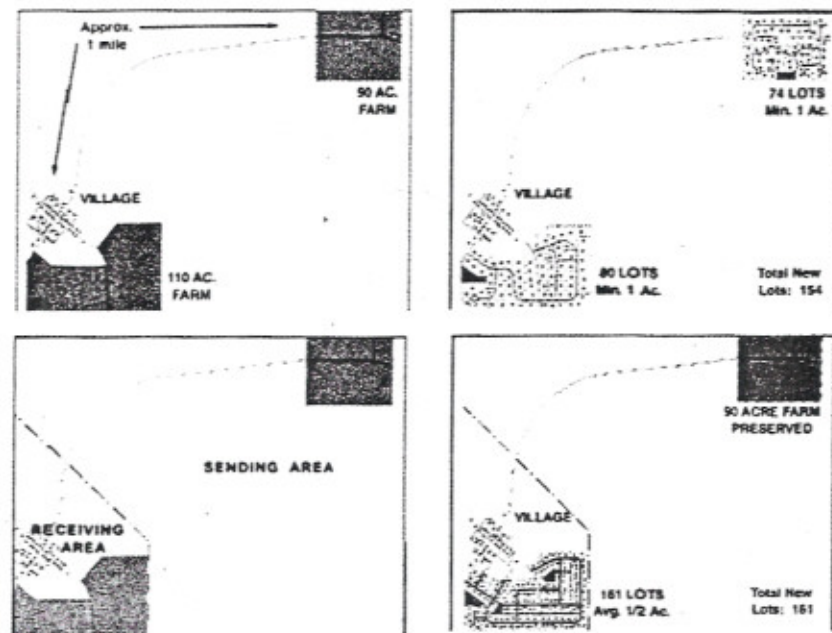 Approx.
1 mile
90 AC.
FARM
VILLAGE
110 AC.
FARM
74 LOTS
Min. 1 Ac.
VILLAGE
80 LOTS
Min. 1 Ac.
Total New
Lots: 154
SENDING AREA
RECEIVING
AREA
90 ACRE FARM
PRESERVED
VILLAGE
161 LOTS
Avg. 1/2 Ac.
Total New
Lots: 161